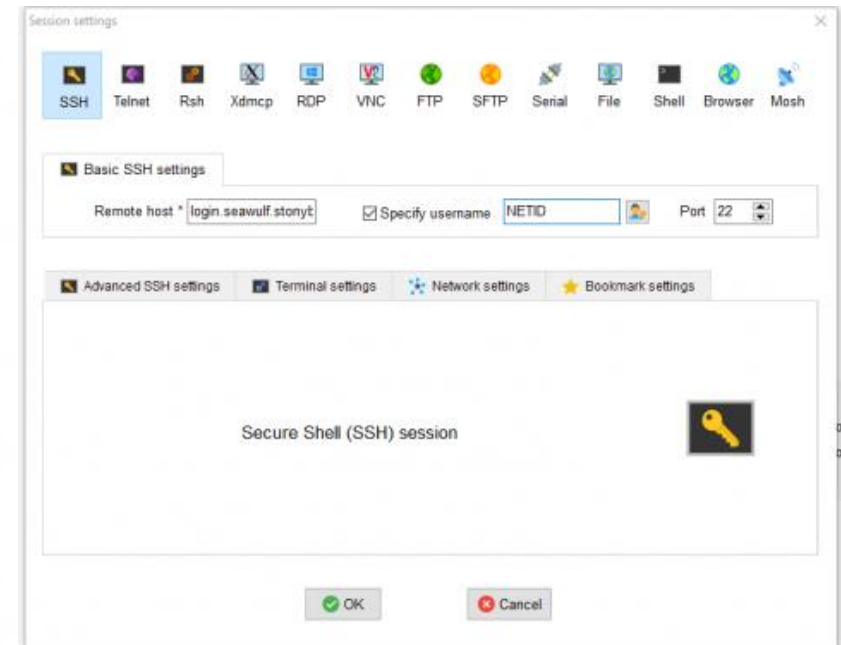 Session settings
SSH Telnet Rsh Xdmcp RDP VNC FTP SFTP Serial File Shell Browser Mosh
Basic SSH settings
Remote host * login.seawulf.stonyb Specify username NETID Port 22
Advanced SSH settings Terminal settings Network settings Bookmark settings
Secure Shell (SSH) session
OK Cancel